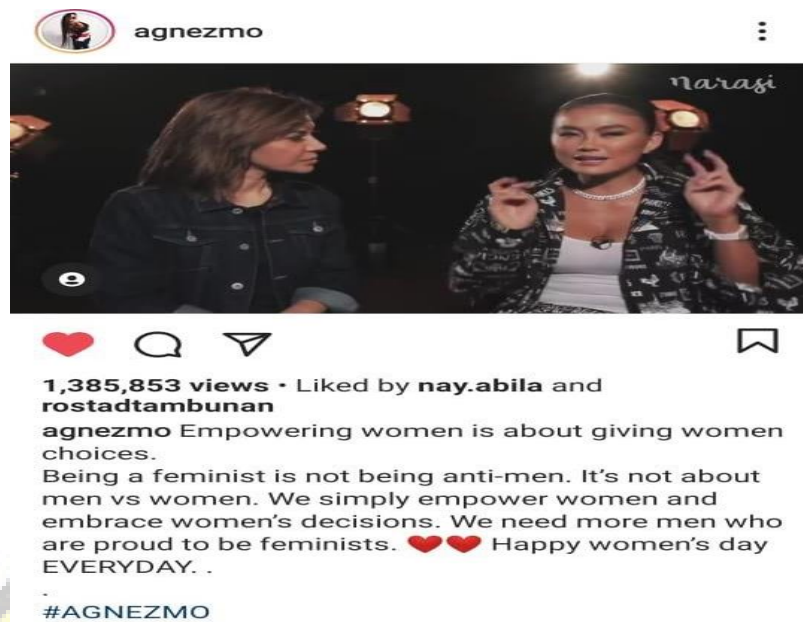 agnezmo
narasi
1,385,853 views • Liked by nay.abila and
rostadtambunan
agnezmo Empowering women is about giving women
choices.
Being a feminist is not being anti-men. It's not about
men vs women. We simply empower women and
embrace women's decisions. We need more men who
are proud to be feminists. ❤️❤️ Happy women's day
EVERYDAY. .
.
#AGNEZMO